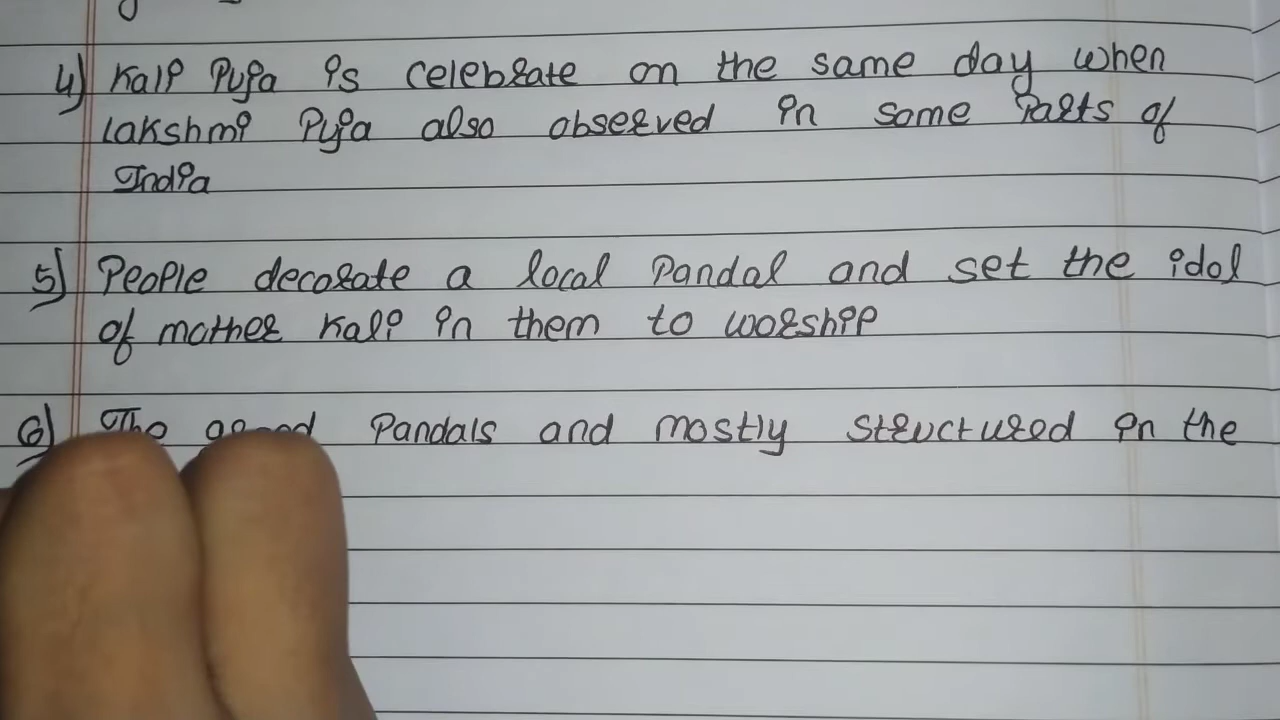 4) Kali Puja is celebrate on the same day when
Lakshmi Puja also observed in some Parts of
India
5) People decorate a local Pandal and set the idol
of mother Kali in them to worship
6) The Pandals and mostly structured in the